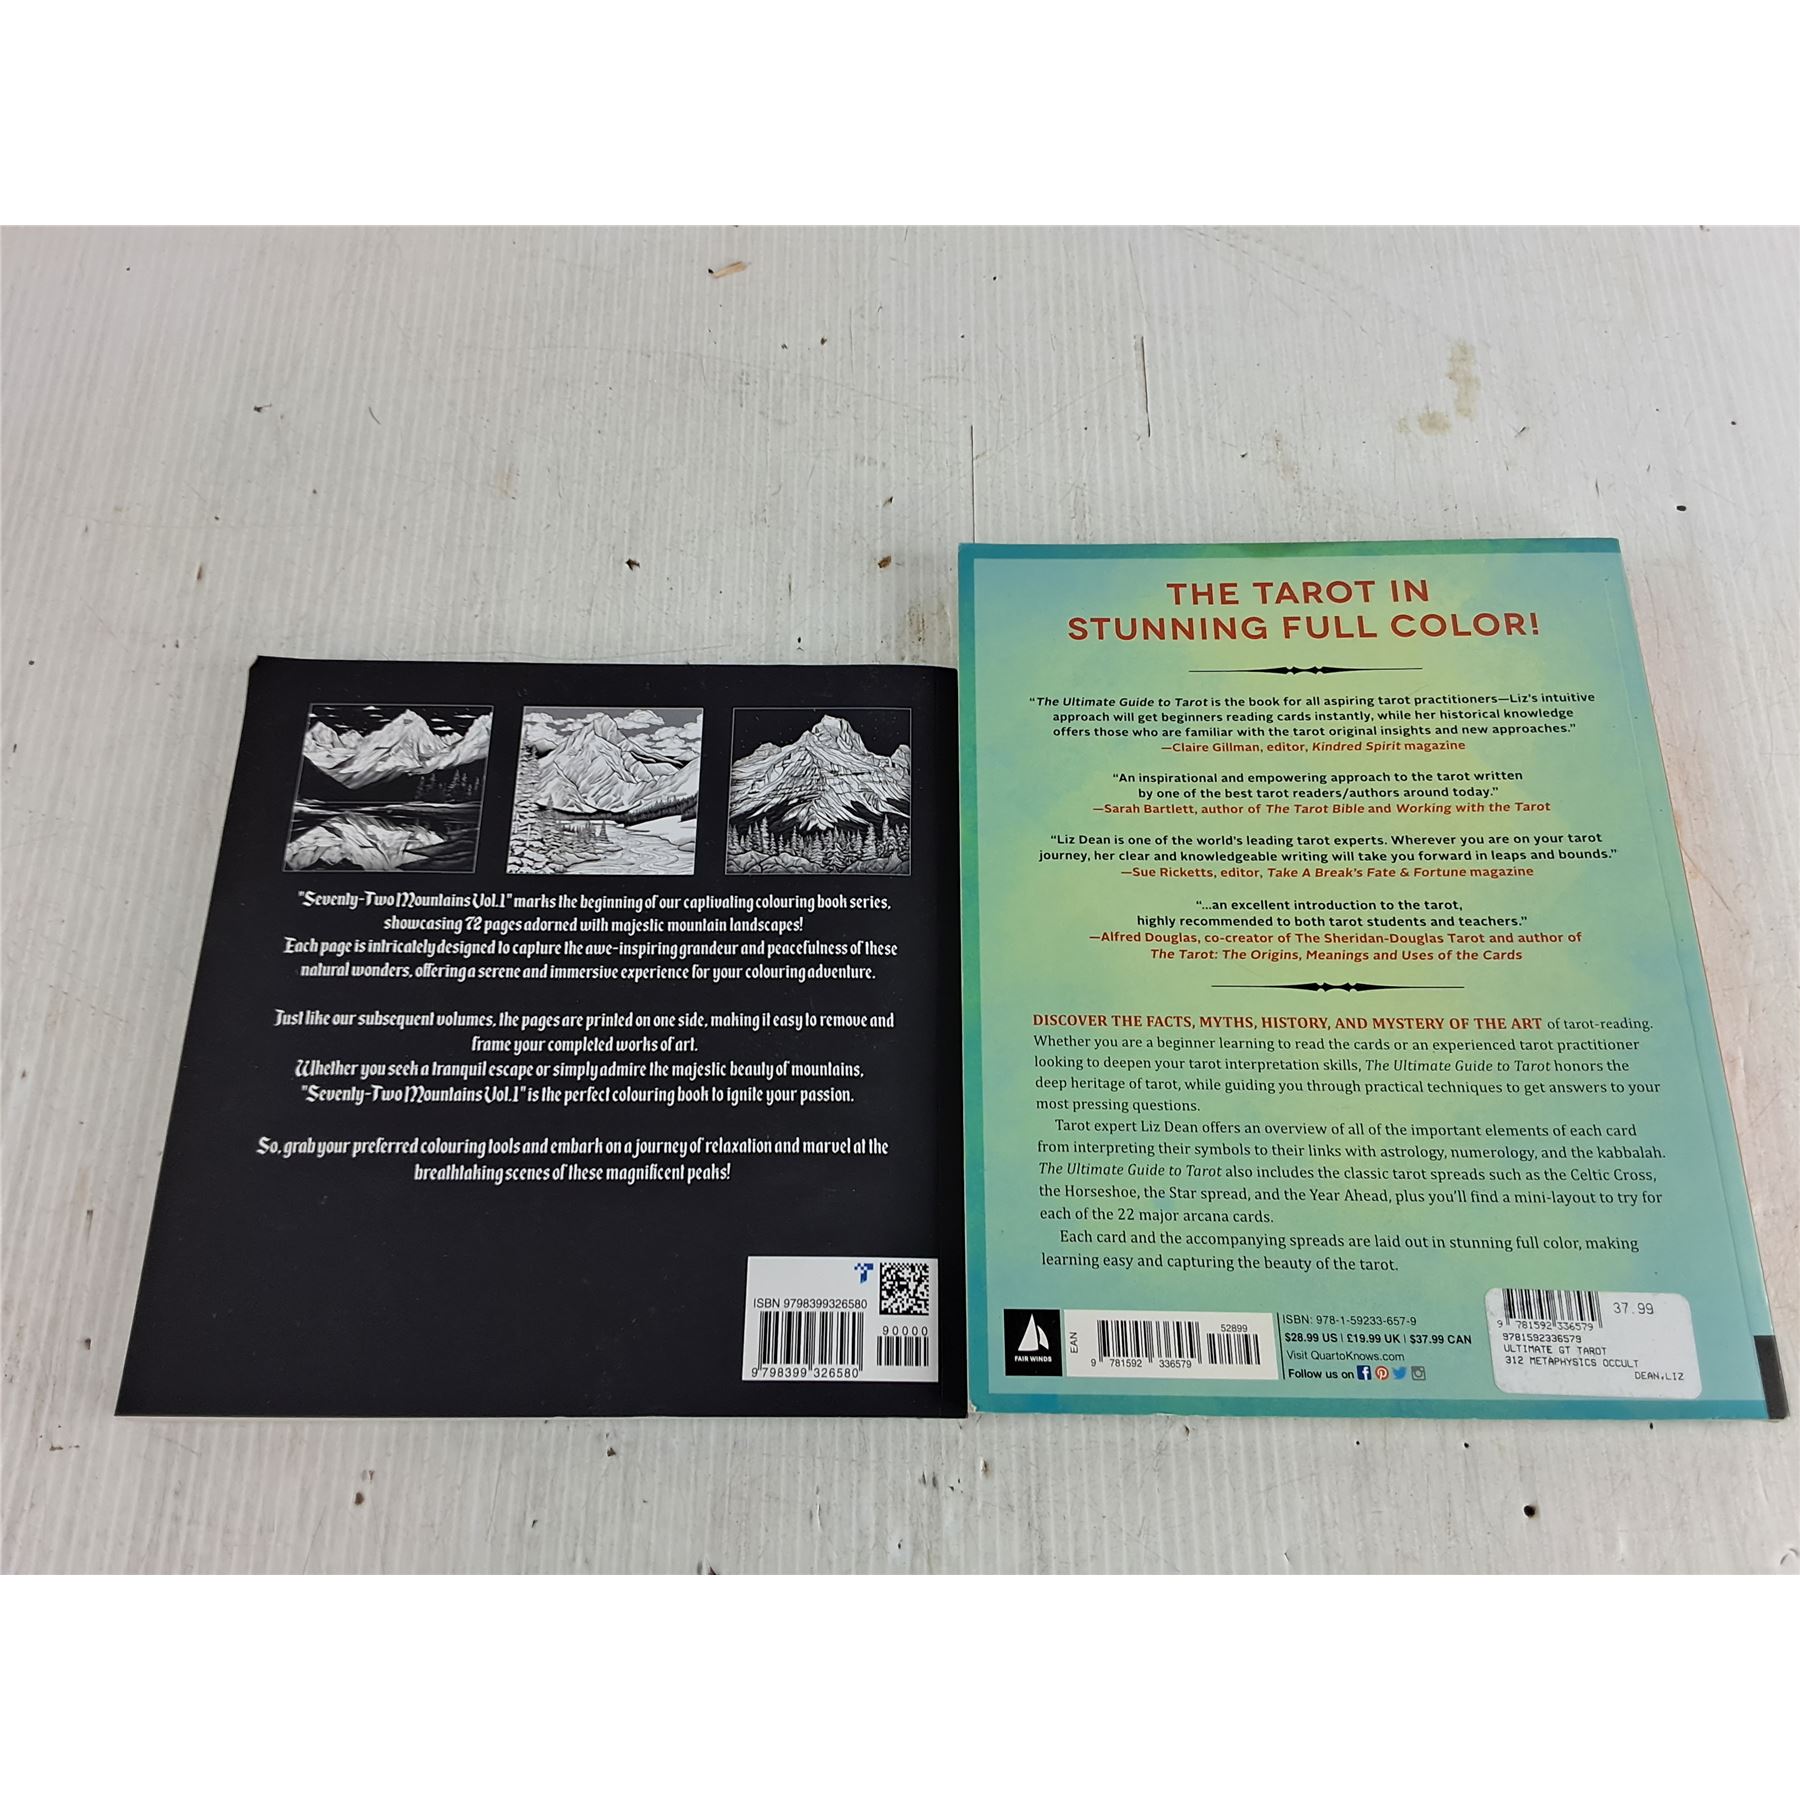 "Seventy-Two Mountains Vol.1" marks the beginning of our captivating colouring book series,
showcasing 72 pages adorned with majestic mountain landscapes!
Each page is intricately designed to capture the awe-inspiring grandeur and peacefulness of these
natural wonders, offering a serene and immersive experience for your colouring adventure.
Just like our subsequent volumes, the pages are printed on one side, making it easy to remove and
frame your completed works of art.
Whether you seek a tranquil escape or simply admire the majestic beauty of mountains,
"Seventy-Two Mountains Vol.1" is the perfect colouring book to ignite your passion.
So, grab your preferred colouring tools and embark on a journey of relaxation and marvel at the
breathtaking scenes of these magnificent peaks!
ISBN 9798399326580
90000
9 798399 326580
THE TAROT IN
STUNNING FULL COLOR!
“The Ultimate Guide to Tarot is the book for all aspiring tarot practitioners—Liz’s intuitive
approach will get beginners reading cards instantly, while her historical knowledge
offers those who are familiar with the tarot original insights and new approaches.”
—Claire Gillman, editor, Kindred Spirit magazine
“An inspirational and empowering approach to the tarot written
by one of the best tarot readers/authors around today.”
—Sarah Bartlett, author of The Tarot Bible and Working with the Tarot
“Liz Dean is one of the world’s leading tarot experts. Wherever you are on your tarot
journey, her clear and knowledgeable writing will take you forward in leaps and bounds.”
—Sue Ricketts, editor, Take A Break’s Fate & Fortune magazine
“...an excellent introduction to the tarot,
highly recommended to both tarot students and teachers.”
—Alfred Douglas, co-creator of The Sheridan-Douglas Tarot and author of
The Tarot: The Origins, Meanings and Uses of the Cards
DISCOVER THE FACTS, MYTHS, HISTORY, AND MYSTERY OF THE ART of tarot-reading.
Whether you are a beginner learning to read the cards or an experienced tarot practitioner
looking to deepen your tarot interpretation skills, The Ultimate Guide to Tarot honors the
deep heritage of tarot, while guiding you through practical techniques to get answers to your
most pressing questions.
Tarot expert Liz Dean offers an overview of all of the important elements of each card
from interpreting their symbols to their links with astrology, numerology, and the kabbalah.
The Ultimate Guide to Tarot also includes the classic tarot spreads such as the Celtic Cross,
the Horseshoe, the Star spread, and the Year Ahead, plus you’ll find a mini-layout to try for
each of the 22 major arcana cards.
Each card and the accompanying spreads are laid out in stunning full color, making
learning easy and capturing the beauty of the tarot.
FAIR WINDS
EAN
52899
9 781592 336579
ISBN: 978-1-59233-657-9
$28.99 US | £19.99 UK | $37.99 CAN
Visit QuartoKnows.com
Follow us on
37.99
9 781592 336579
9781592336579
ULTIMATE GT TAROT
312 METAPHYSICS OCCULT
DEAN,LIZ